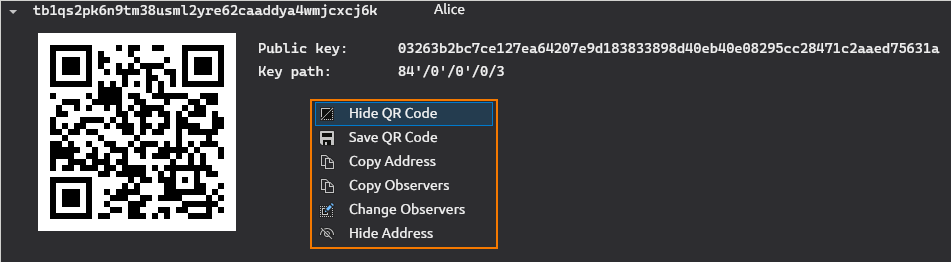 tb1qs2pk6n9tm38usml2yre62caaddya4wmjcxcj6k Alice
Public key: 03263b2bc7ce127ea64207e9d183833898d40eb40e08295cc28471c2aaed75631a
Key path: 84'/0'/0'/0/3
Hide QR Code
Save QR Code
Copy Address
Copy Observers
Change Observers
Hide Address